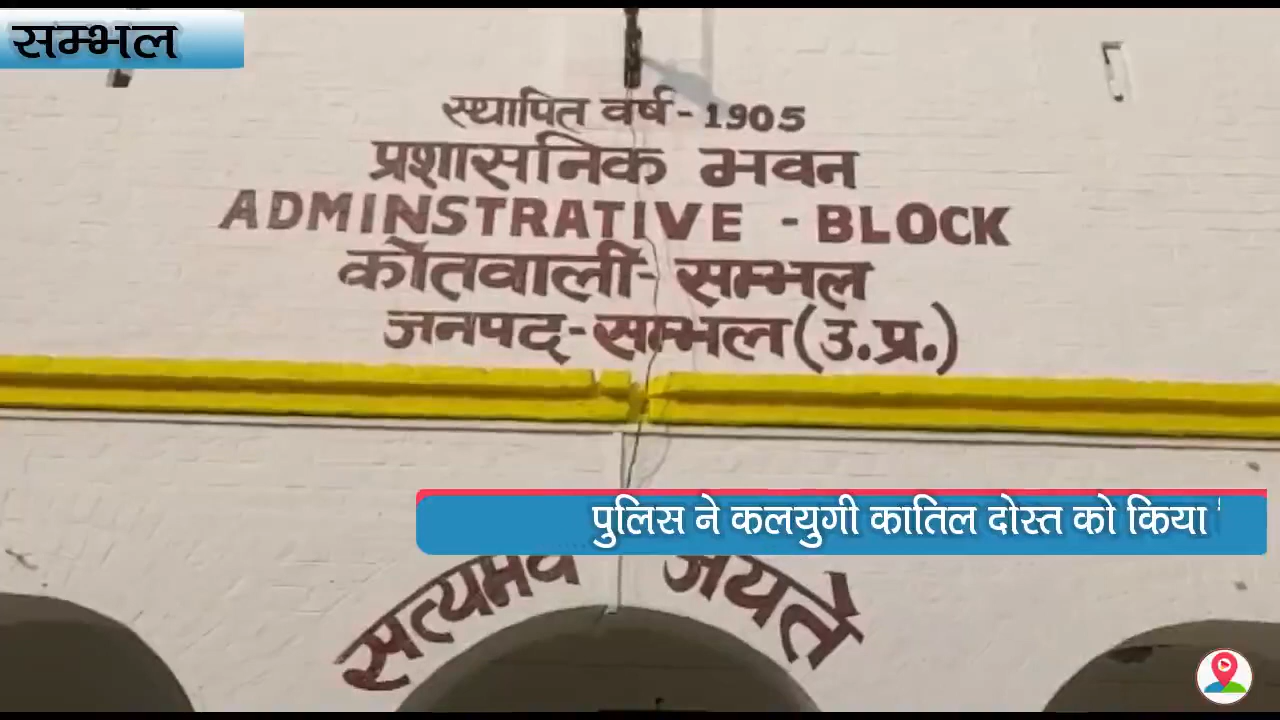 सम्भल
स्थापित वर्ष - 1905
प्रशासनिक भवन
ADMINSTRATIVE - BLOCK
कोतवाली - सम्भल
जनपद - सम्भल (उ.प्र.)
पुलिस ने कलयुगी कातिल दोस्त को किया
सत्यमेव जयते